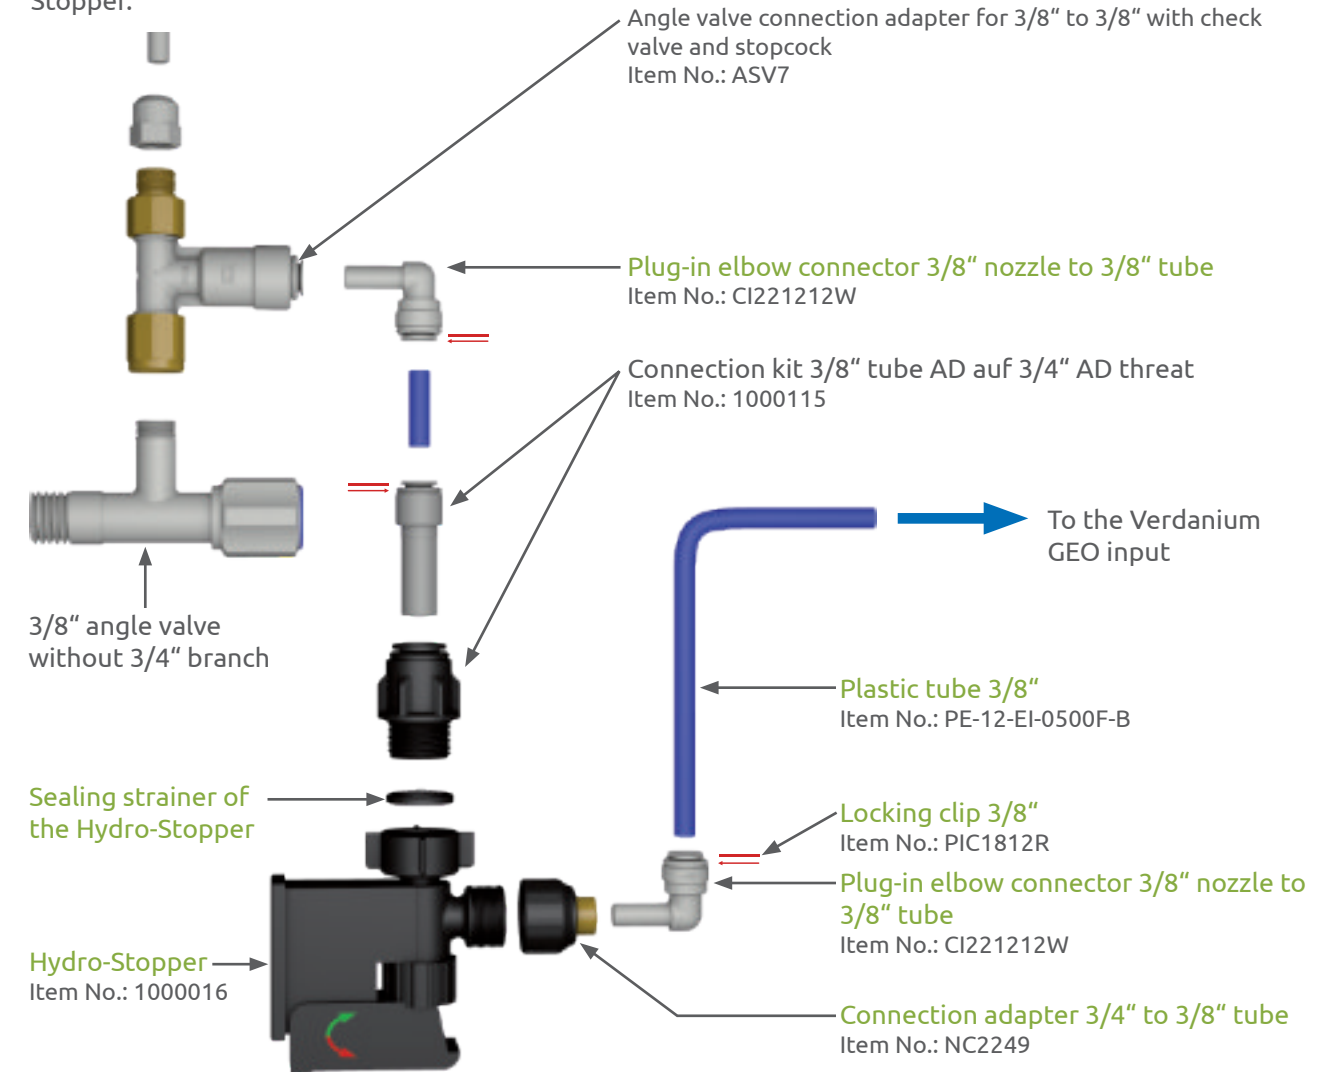 Stopper.
Angle valve connection adapter for 3/8“ to 3/8“ with check
valve and stopcock
Item No.: ASV7
Plug-in elbow connector 3/8“ nozzle to 3/8“ tube
Item No.: CI221212W
Connection kit 3/8“ tube AD auf 3/4“ AD threat
Item No.: 1000115
To the Verdanium
GEO input
3/8“ angle valve
without 3/4“ branch
Plastic tube 3/8“
Item No.: PE-12-EI-0500F-B
Sealing strainer of
the Hydro-Stopper
Locking clip 3/8“
Item No.: PIC1812R
Plug-in elbow connector 3/8“ nozzle to
3/8“ tube
Item No.: CI221212W
Hydro-Stopper
Item No.: 1000016
Connection adapter 3/4“ to 3/8“ tube
Item No.: NC2249